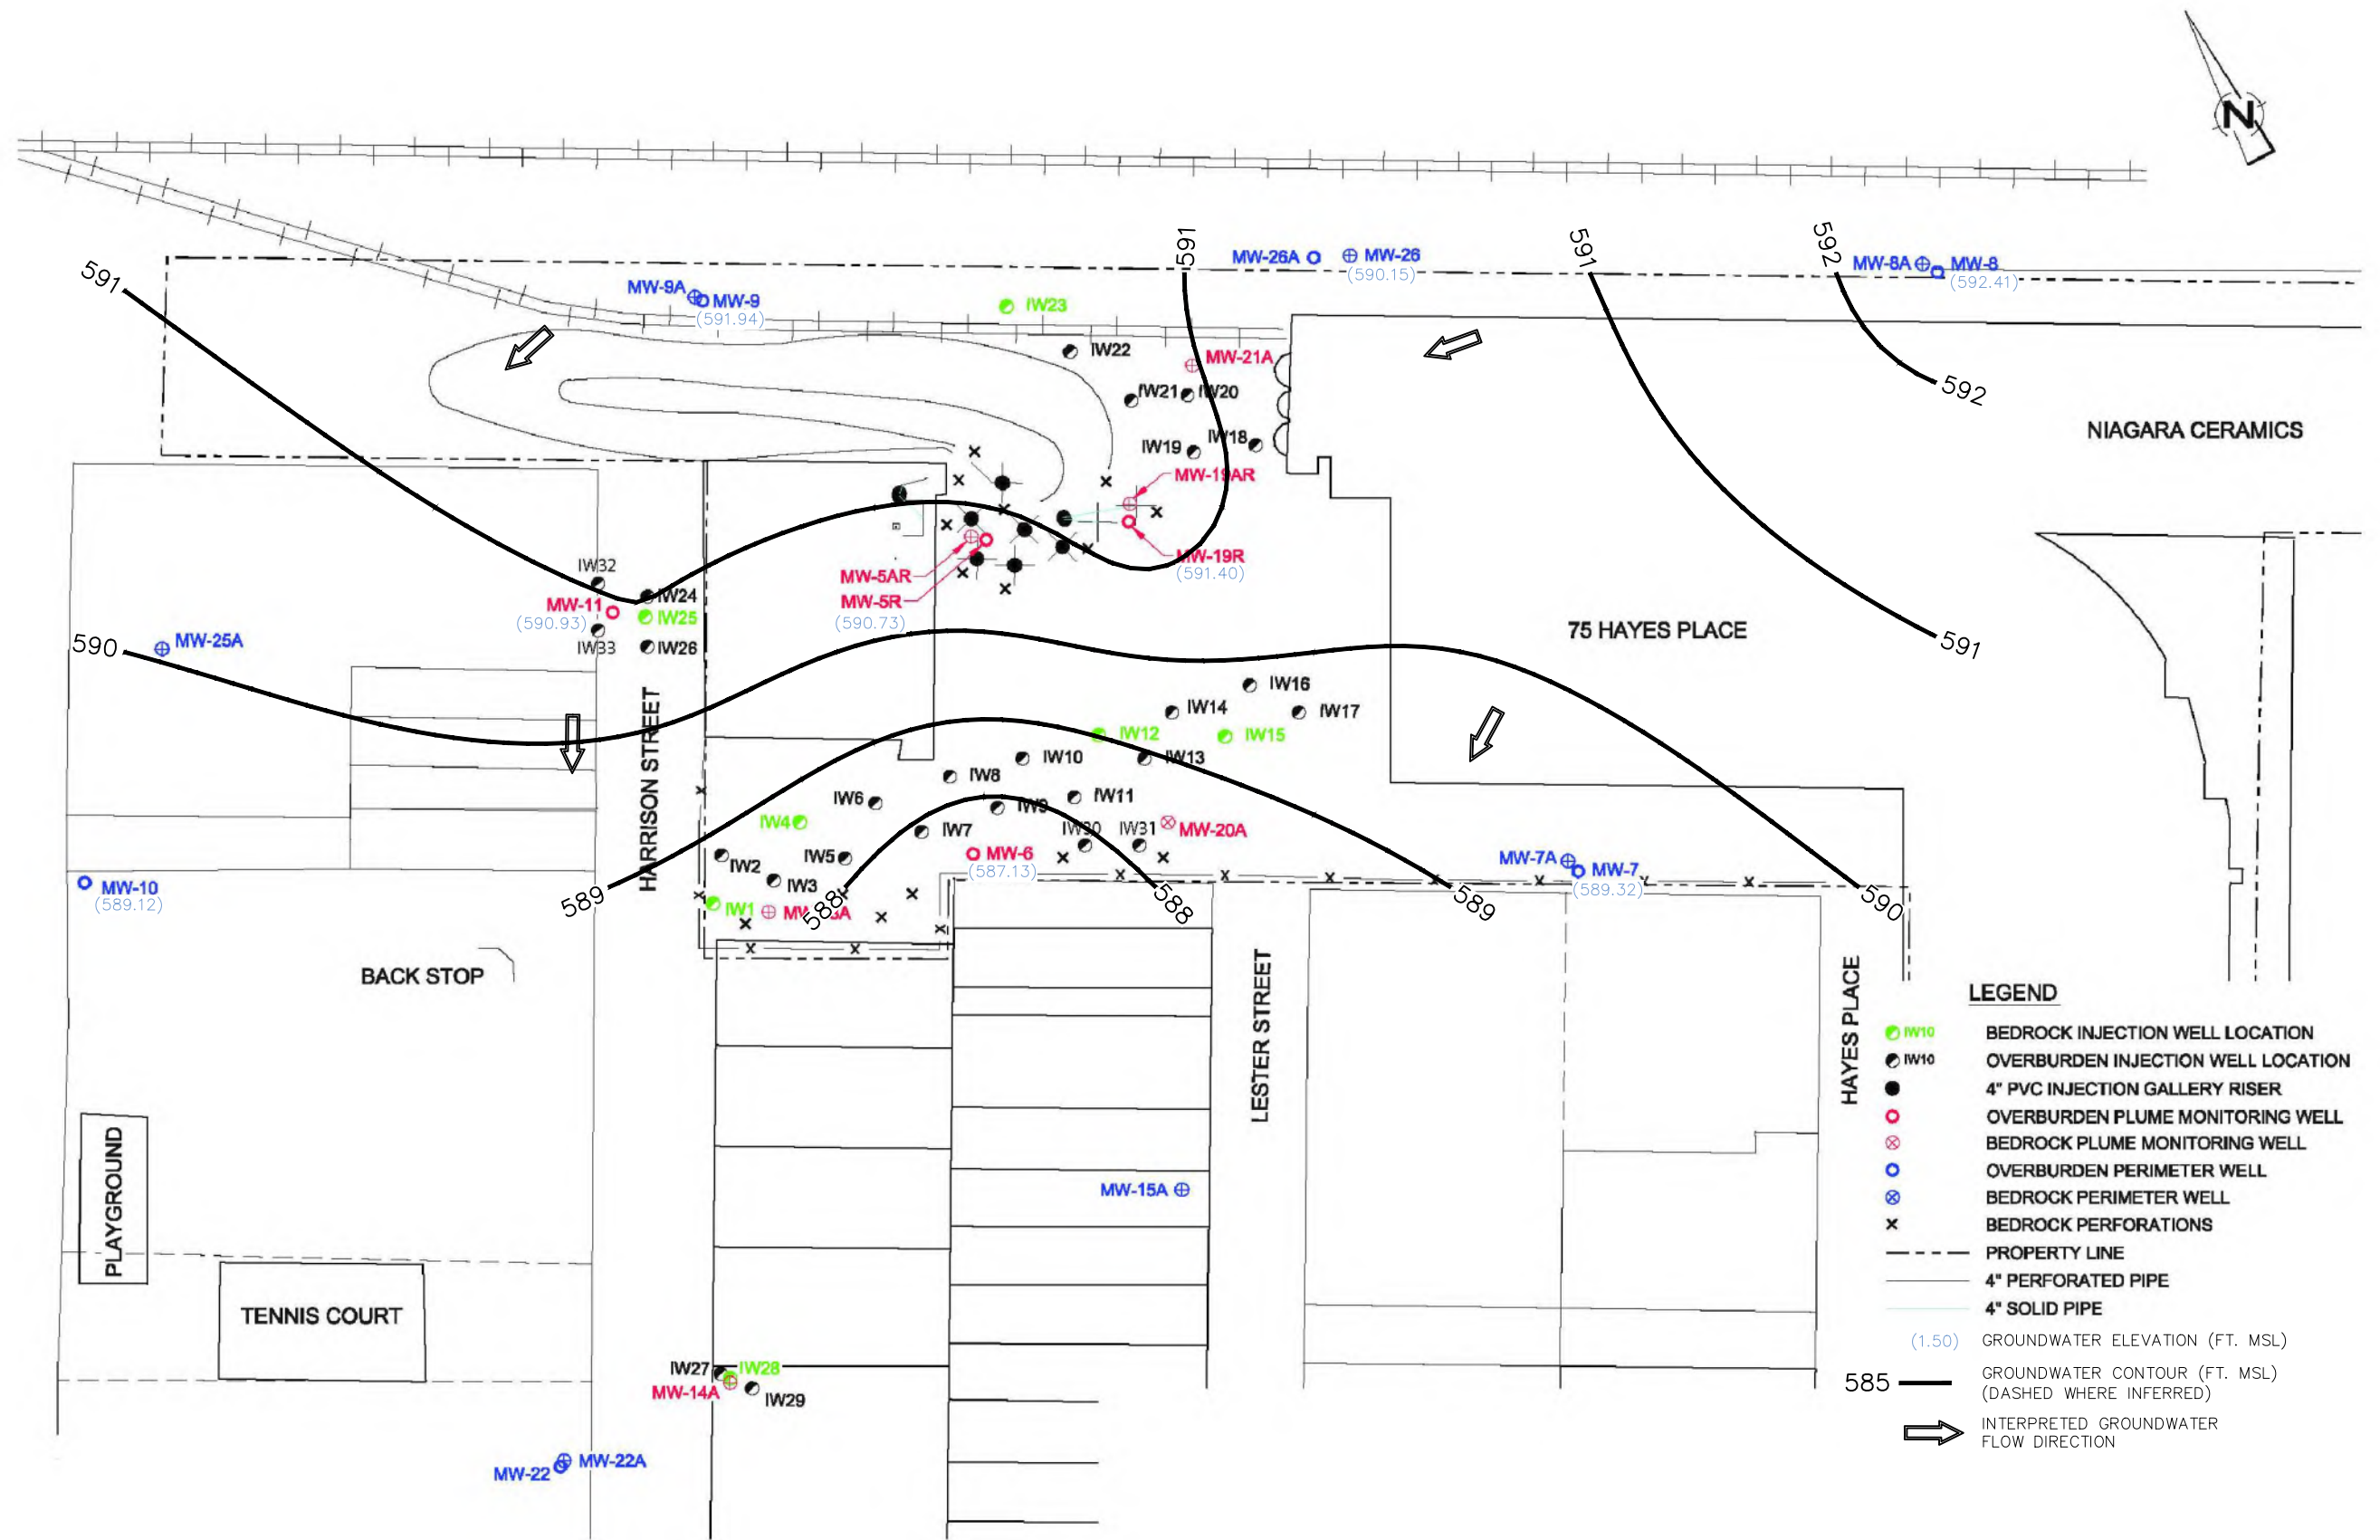 N
591
591
592
MW-26A
MW-26
(590.15)
MW-8A
MW-8
(592.41)
591
MW-9A
MW-9
(591.94)
IW23
IW22
MW-21A
IW21
IW20
592
NIAGARA CERAMICS
IW19
IW18
MW-19AR
MW-19R
(591.40)
IW32
MW-5AR
IW24
MW-11
MW-5R
IW25
(590.93)
(590.73)
590
MW-25A
IW33
IW26
75 HAYES PLACE
591
IW16
IW14
IW17
HARRISON STREET
IW12
IW15
IW10
IW13
IW8
IW6
IW9
IW11
IW4
IW7
IW30
IW31
MW-20A
IW2
IW5
MW-6
(587.13)
MW-7A
MW-7
(589.32)
MW-10
(589.12)
589
IW3
IW1
588
588
589
590
BACK STOP
LESTER STREET
HAYES PLACE
PLAYGROUND
TENNIS COURT
MW-15A
IW27
IW28
MW-14A
IW29
MW-22
MW-22A
LEGEND
IW10 BEDROCK INJECTION WELL LOCATION
IW10 OVERBURDEN INJECTION WELL LOCATION
4" PVC INJECTION GALLERY RISER
OVERBURDEN PLUME MONITORING WELL
BEDROCK PLUME MONITORING WELL
OVERBURDEN PERIMETER WELL
BEDROCK PERIMETER WELL
BEDROCK PERFORATIONS
PROPERTY LINE
4" PERFORATED PIPE
4" SOLID PIPE
(1.50) GROUNDWATER ELEVATION (FT. MSL)
585 GROUNDWATER CONTOUR (FT. MSL)
(DASHED WHERE INFERRED)
INTERPRETED GROUNDWATER
FLOW DIRECTION